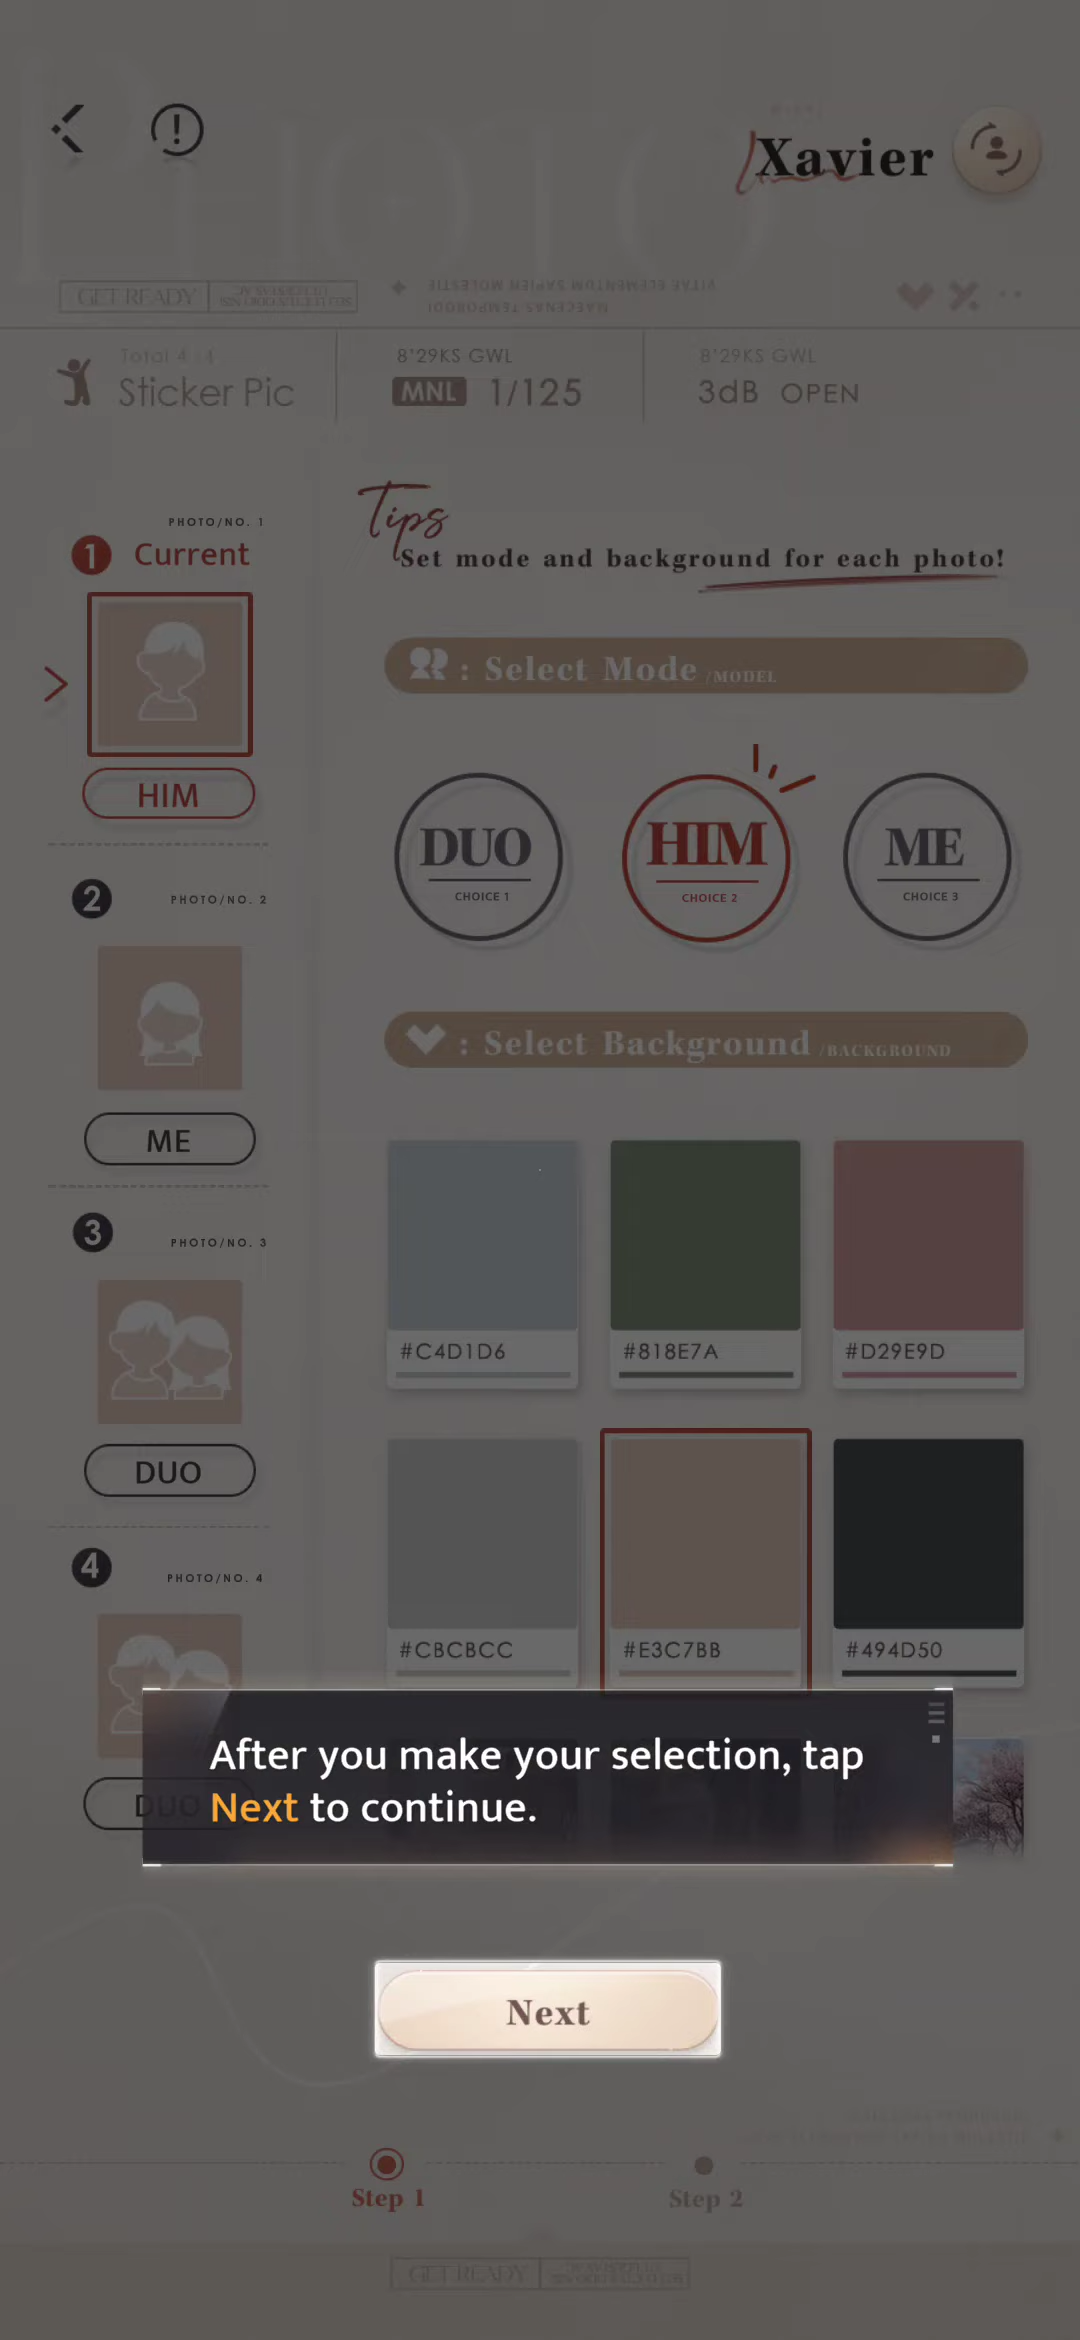 Xavier
GET READY
Total 4
Sticker Pic
8'29KS GWL
MNL 1/125
8'29KS GWL
3dB OPEN
PHOTO/NO. 1
1 Current
HIM
2
PHOTO/NO. 2
ME
3
PHOTO/NO. 3
DUO
4
PHOTO/NO. 4
DUO
Tips
Set mode and background for each photo!
: Select Mode /MODEL
DUO
CHOICE 1
HIM
CHOICE 2
ME
CHOICE 3
: Select Background /BACKGROUND
#C4D1D6
#818E7A
#D29E9D
#CBCBCC
#E3C7BB
#494D50
After you make your selection, tap
Next to continue.
Next
Step 1
Step 2
GET READY